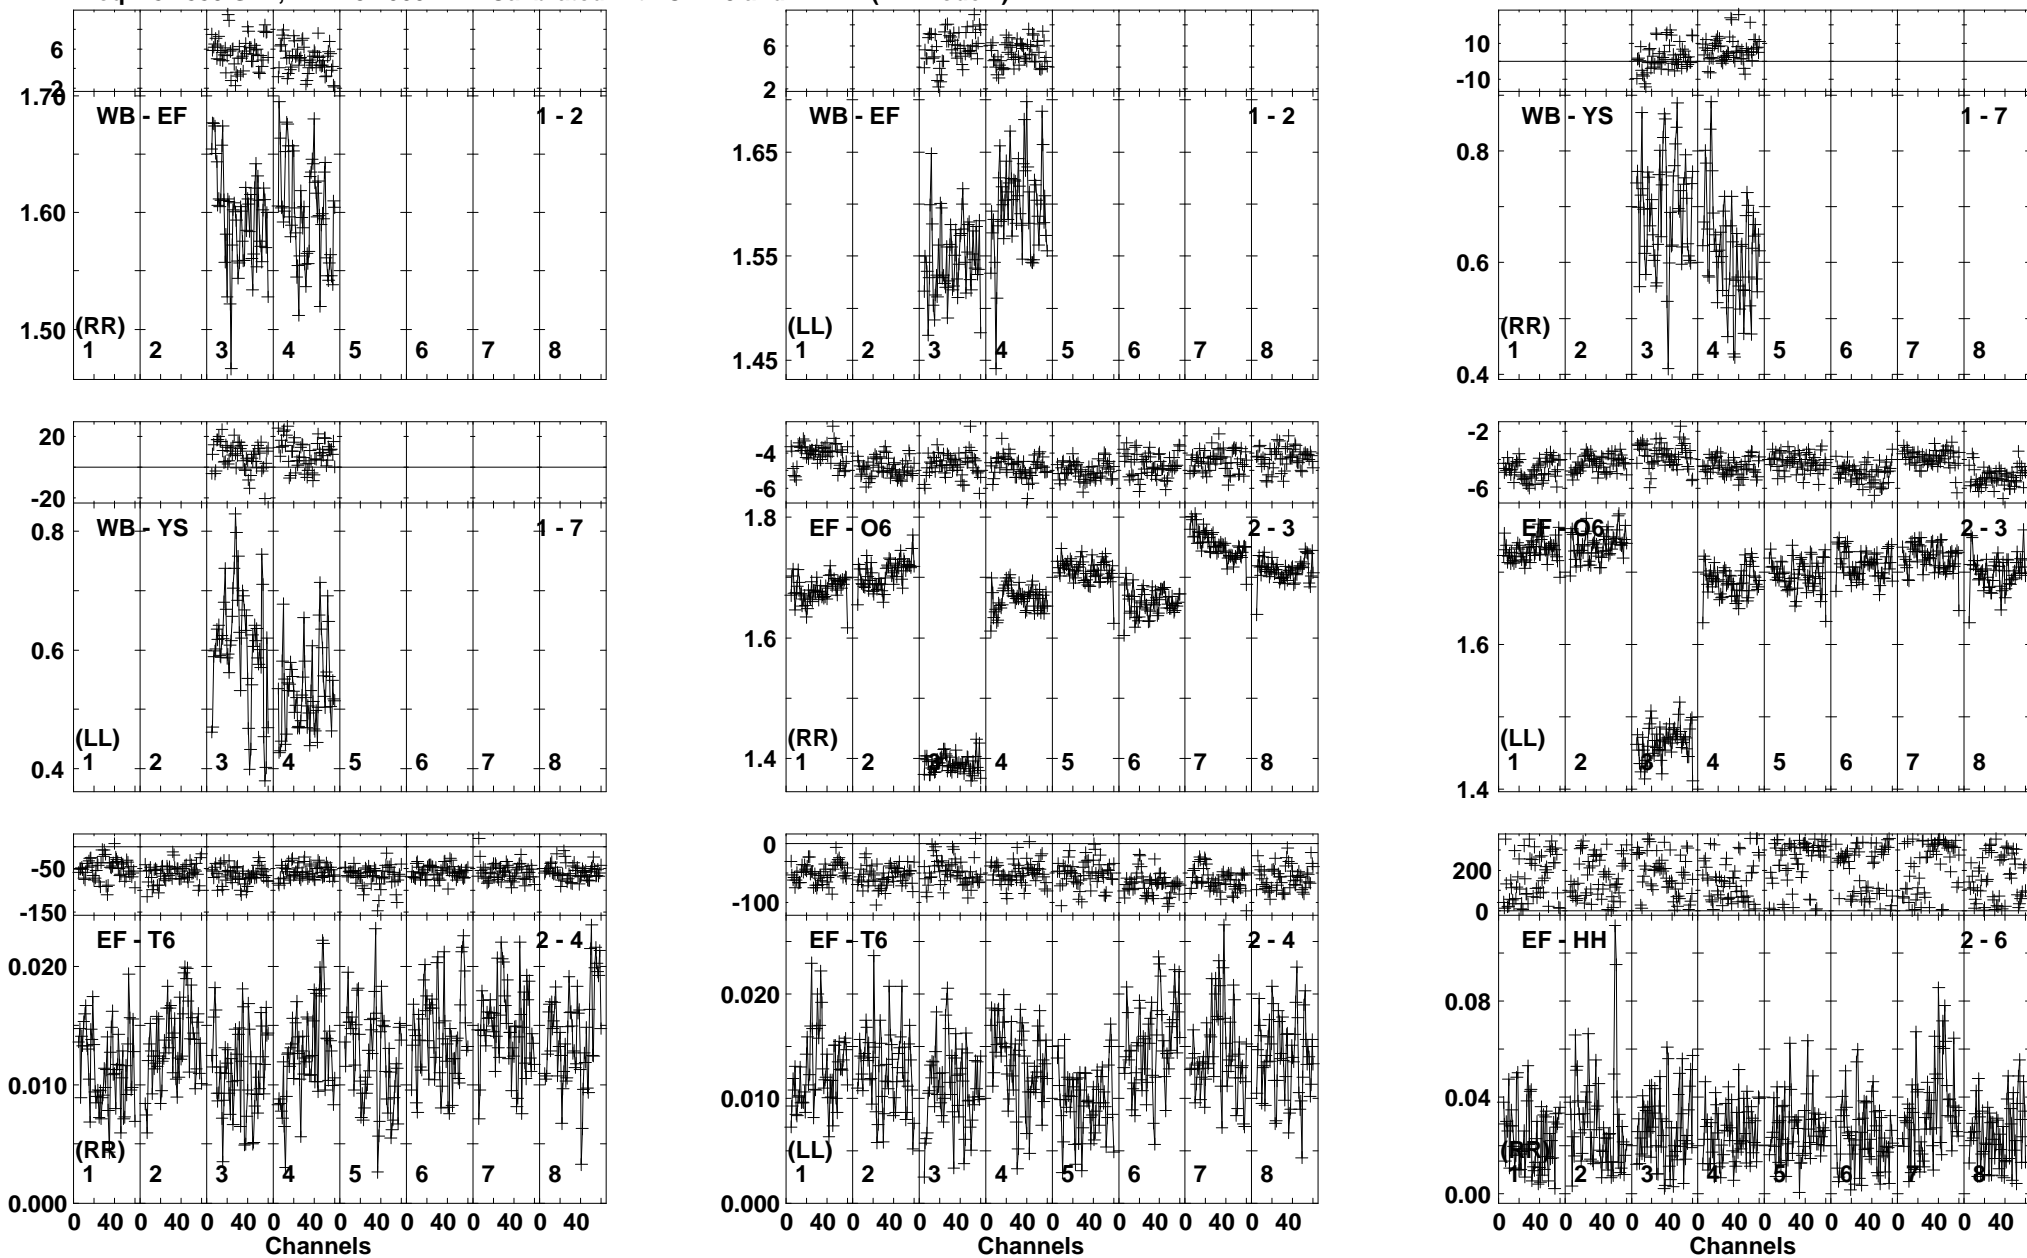 6 2 6 2 10 -10
1.70 WB - EF 1 - 2 WB - EF 1 - 2 WB - YS 1 - 7
1.65 0.8
1.60 0.6
1.55
1.50 (RR) (LL) (RR)
1 2 3 4 5 6 7 8 1 2 3 4 5 6 7 8 1 2 3 4 5 6 7 8
1.45 0.4
20 -20 -4 -6 -2 -6
0.8 WB - YS 1 - 7 1.8 EF - O6 2 - 3 EF - O6 2 - 3
0.6 1.6 1.6
(LL) (RR) (LL)
0.4 1 2 3 4 5 6 7 8 1.4 1 2 3 4 5 6 7 8 1 2 3 4 5 6 7 8
1.4
-50 -150 0 -100 200 0
EF - T6 2 - 4 EF - T6 2 - 4 EF - HH 2 - 6
0.020 0.020 0.08
0.010 0.010 0.04
(RR) (LL) (RR)
1 2 3 4 5 6 7 8 1 2 3 4 5 6 7 8 1 2 3 4 5 6 7 8
0.000 0.000 0.00
0 40 0 40 0 40 0 40 0 40 0 40 0 40 0 40 0 40 0 40 0 40 0 40 0 40 0 40 0 40 0 40 0 40 0 40 0 40 0 40 0 40 0 40 0 40 0 40
Channels Channels Channels